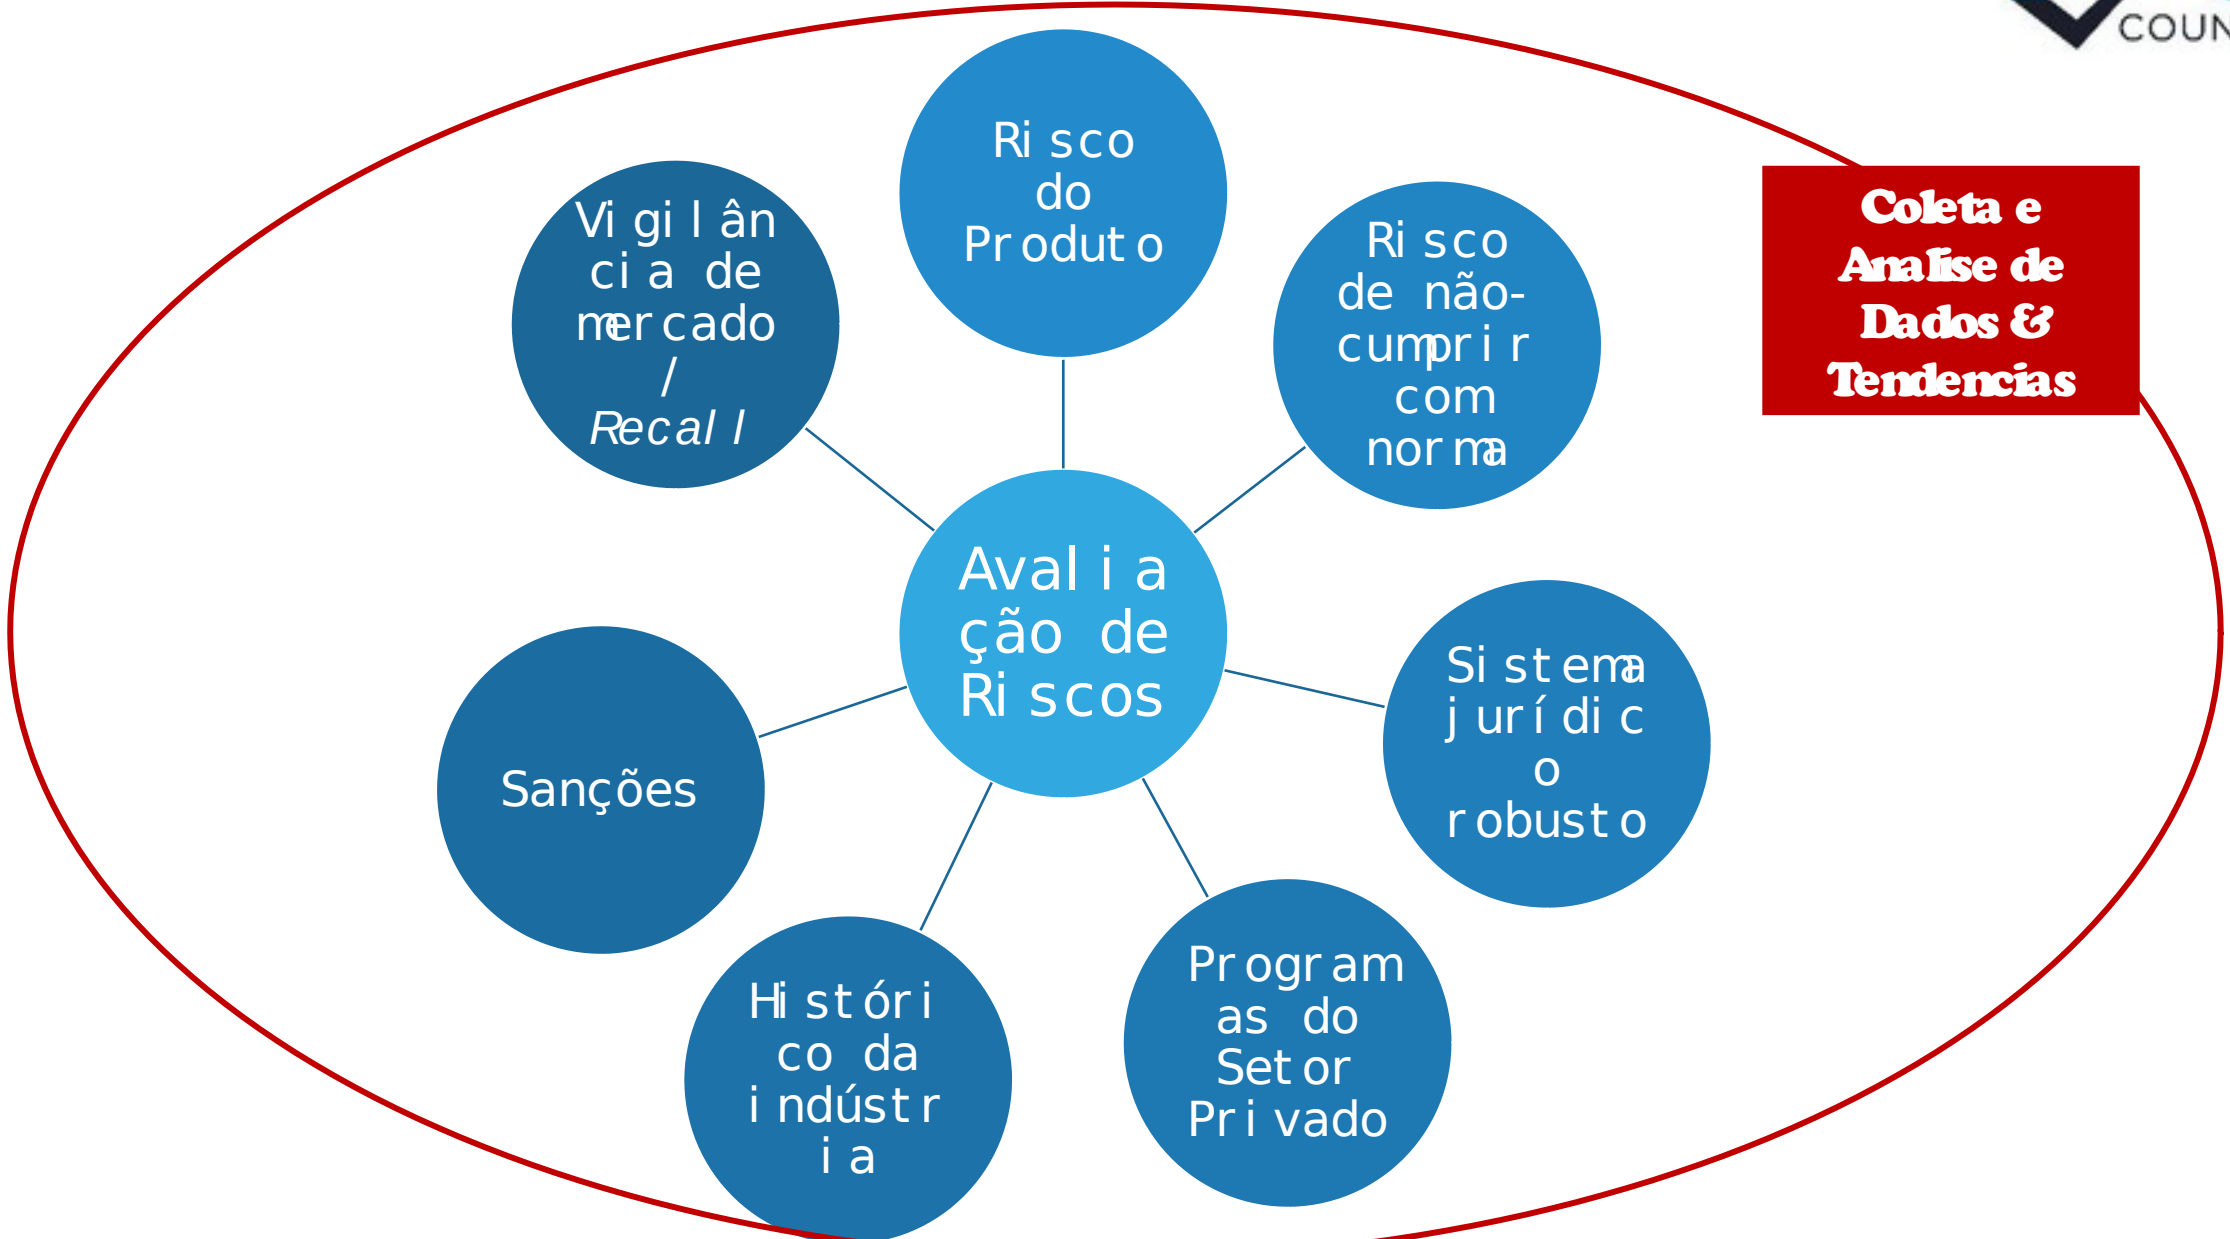 COUN
Risco
do
Produto
Vigilân
cia de
mercado
/
Recall
Risco
de não-
cumprir
com
norma
Coleta e
Analise de
Dados &
Tendencias
Avalia
ção de
Riscos
Sistema
jurídic
o
robusto
Sanções
Program
as do
Setor
Privado
Históri
co da
indústr
ia